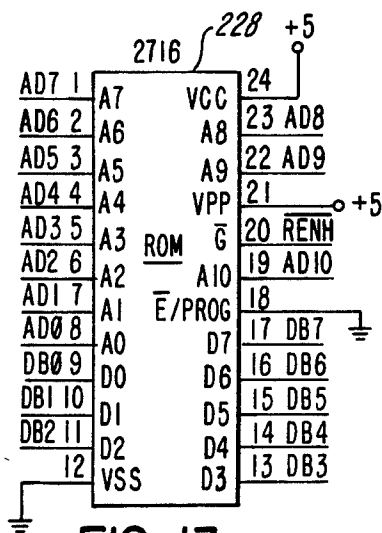 228
+5
2716
AD7 1 A7 VCC 24
AD6 2 A6 A8 23 AD8
AD5 3 A5 A9 22 AD9
AD4 4 A4 VPP 21 +5
AD3 5 A3 ROM G̅ 20 R̅E̅N̅H̅
AD2 6 A2 A10 19 AD10
AD1 7 A1 E̅/PROG 18
ADØ 8 A0 D7 17 DB7
DBØ 9 D0 D6 16 DB6
DB1 10 D1 D5 15 DB5
DB2 11 D2 D4 14 DB4
12 VSS D3 13 DB3